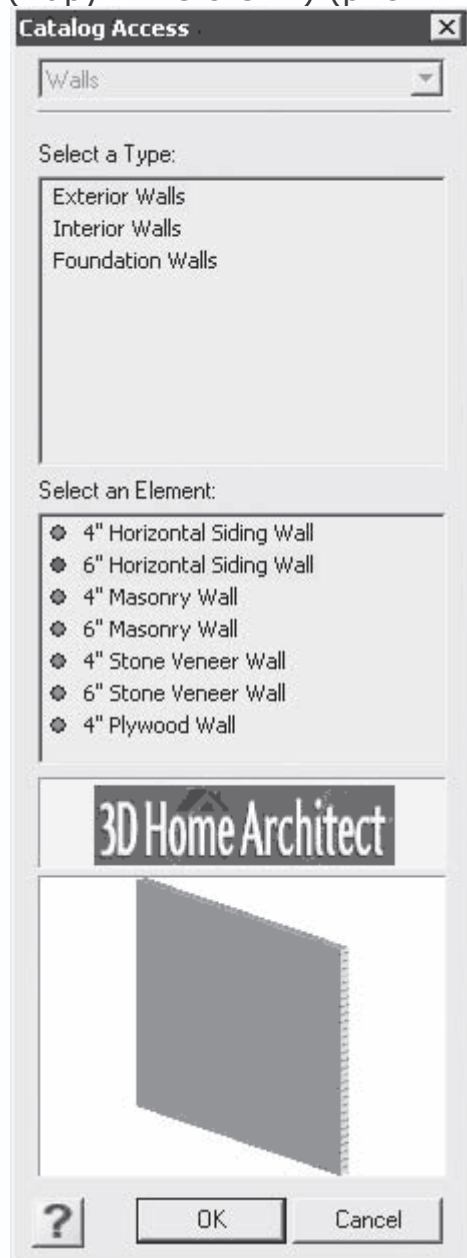 Catalog Access
Walls
Select a Type:
Exterior Walls
Interior Walls
Foundation Walls
Select an Element:
4" Horizontal Siding Wall
6" Horizontal Siding Wall
4" Masonry Wall
6" Masonry Wall
4" Stone Veneer Wall
6" Stone Veneer Wall
4" Plywood Wall
3D Home Architect
?
OK
Cancel